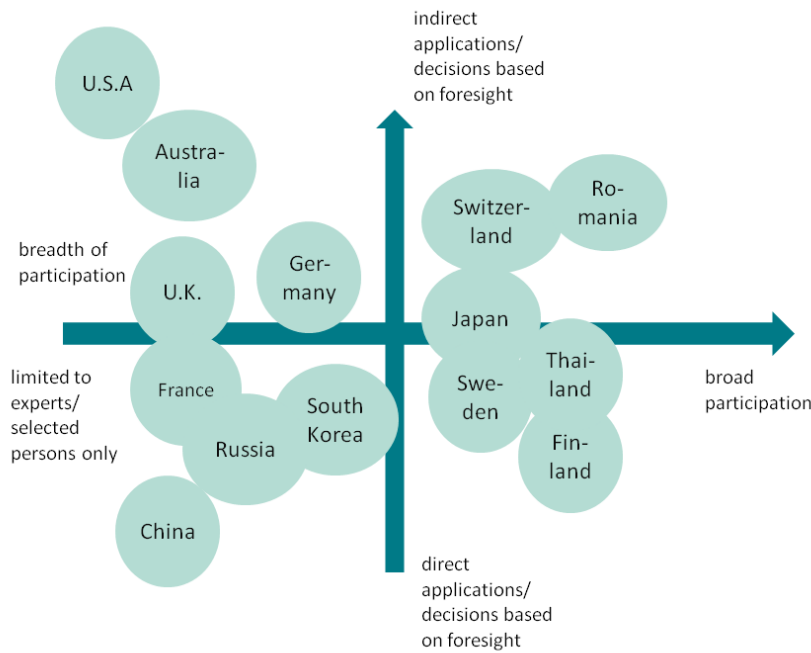 indirect
applications/
decisions based
on foresight
U.S.A
Austra-
lia
Switzer-
land
Ro-
mania
breadth of
participation
U.K.
Ger-
many
Japan
limited to
experts/
selected
persons only
France
Russia
South
Korea
Swe-
den
Thai-
land
Fin-
land
broad
participation
China
direct
applications/
decisions based
on foresight